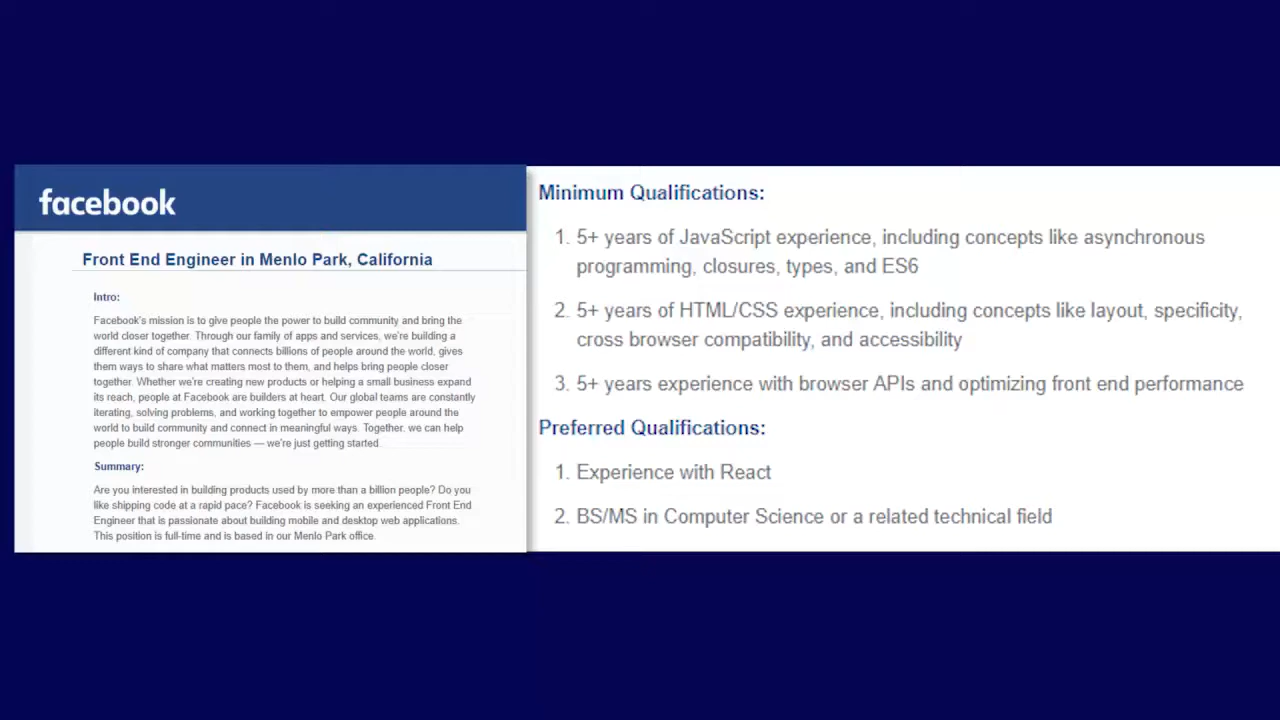 facebook
Front End Engineer in Menlo Park, California
Intro:
Facebook's mission is to give people the power to build community and bring the
world closer together. Through our family of apps and services, we're building a
different kind of company that connects billions of people around the world, gives
them ways to share what matters most to them, and helps bring people closer
together. Whether we're creating new products or helping a small business expand
its reach, people at Facebook are builders at heart. Our global teams are constantly
iterating, solving problems, and working together to empower people around the
world to build community and connect in meaningful ways. Together, we can help
people build stronger communities — we're just getting started.
Summary:
Are you interested in building products used by more than a billion people? Do you
like shipping code at a rapid pace? Facebook is seeking an experienced Front End
Engineer that is passionate about building mobile and desktop web applications.
This position is full-time and is based in our Menlo Park office.
Minimum Qualifications:
1. 5+ years of JavaScript experience, including concepts like asynchronous
programming, closures, types, and ES6
2. 5+ years of HTML/CSS experience, including concepts like layout, specificity,
cross browser compatibility, and accessibility
3. 5+ years experience with browser APIs and optimizing front end performance
Preferred Qualifications:
1. Experience with React
2. BS/MS in Computer Science or a related technical field